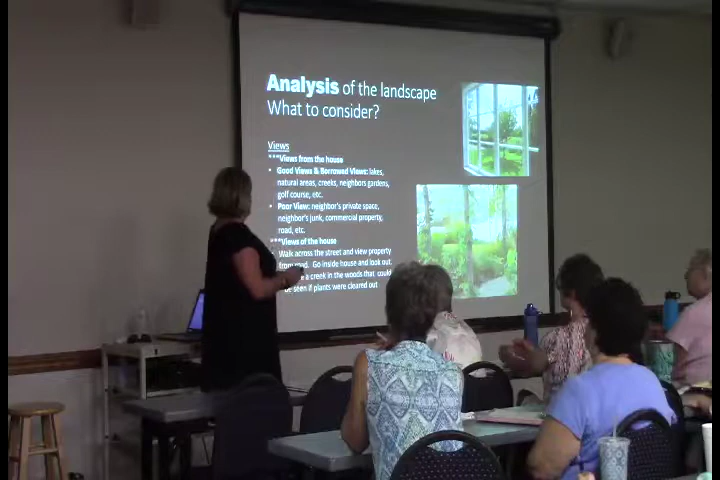 Analysis of the landscape
What to consider?
Views
***Views from the house
• Good Views & Borrowed Views: lakes,
natural areas, creeks, neighbors gardens,
golf course, etc.
• Poor View: neighbor's private space,
neighbor's junk, commercial property,
road, etc.
***Views of the house
• Walk across the street and view property
from road. Go inside house and look out.
a creek in the woods that could
be seen if plants were cleared out